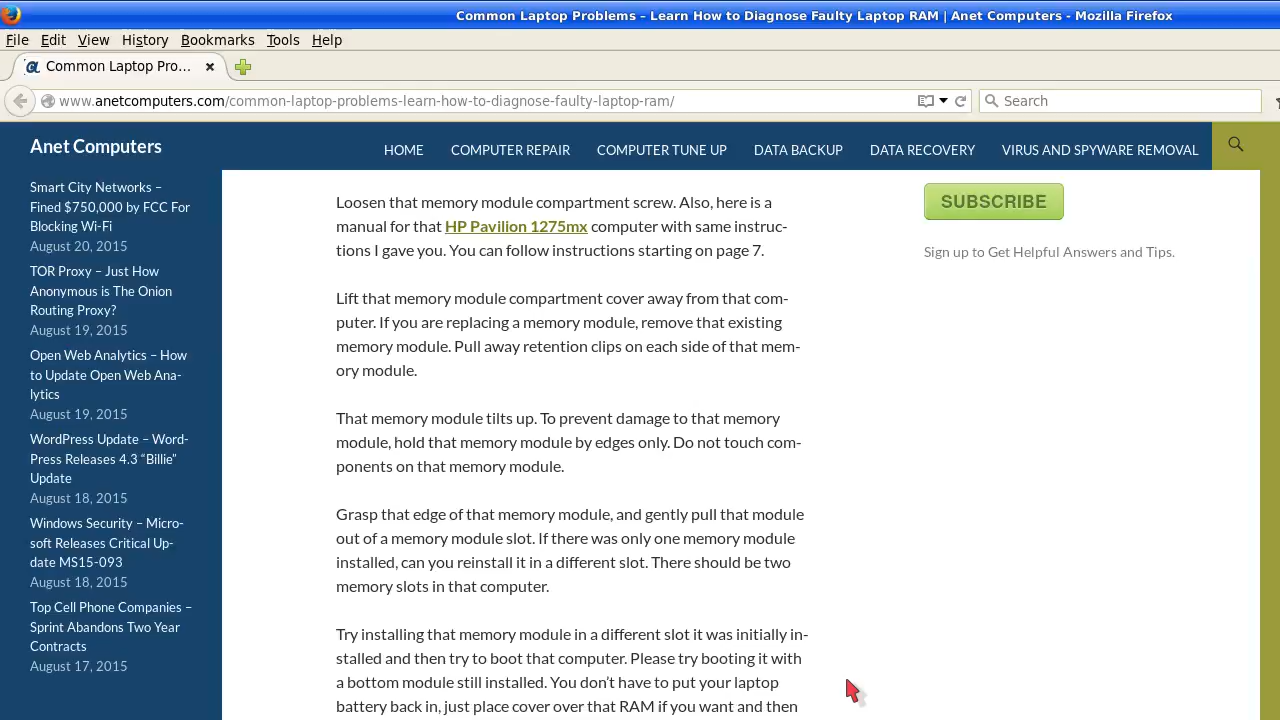 Common Laptop Problems – Learn How to Diagnose Faulty Laptop RAM | Anet Computers - Mozilla Firefox
File Edit View History Bookmarks Tools Help
Common Laptop Pro...
www.anetcomputers.com/common-laptop-problems-learn-how-to-diagnose-faulty-laptop-ram/
Search
Anet Computers
HOME COMPUTER REPAIR COMPUTER TUNE UP DATA BACKUP DATA RECOVERY VIRUS AND SPYWARE REMOVAL
Smart City Networks –
Fined $750,000 by FCC For
Blocking Wi-Fi
August 20, 2015
TOR Proxy – Just How
Anonymous is The Onion
Routing Proxy?
August 19, 2015
Open Web Analytics – How
to Update Open Web Ana-
lytics
August 19, 2015
WordPress Update – Word-
Press Releases 4.3 “Billie”
Update
August 18, 2015
Windows Security – Micro-
soft Releases Critical Up-
date MS15-093
August 18, 2015
Top Cell Phone Companies –
Sprint Abandons Two Year
Contracts
August 17, 2015
Loosen that memory module compartment screw. Also, here is a
manual for that HP Pavilion 1275mx computer with same instruc-
tions I gave you. You can follow instructions starting on page 7.
Lift that memory module compartment cover away from that com-
puter. If you are replacing a memory module, remove that existing
memory module. Pull away retention clips on each side of that mem-
ory module.
That memory module tilts up. To prevent damage to that memory
module, hold that memory module by edges only. Do not touch com-
ponents on that memory module.
Grasp that edge of that memory module, and gently pull that module
out of a memory module slot. If there was only one memory module
installed, can you reinstall it in a different slot. There should be two
memory slots in that computer.
Try installing that memory module in a different slot it was initially in-
stalled and then try to boot that computer. Please try booting it with
a bottom module still installed. You don’t have to put your laptop
battery back in, just place cover over that RAM if you want and then
SUBSCRIBE
Sign up to Get Helpful Answers and Tips.